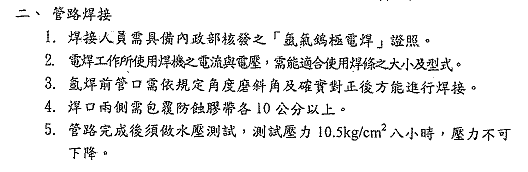 二、 管路焊接
1. 焊接人員需具備內政部核發之「氬氣鎢極電焊」證照。
2. 電焊工作所使用焊機之電流與電壓，需能適合使用焊條之大小及型式。
3. 氬焊前管口需依規定角度磨斜角及確實對正後方能進行焊接。
4. 焊口兩側需包覆防蝕膠帶各 10 公分以上。
5. 管路完成後須做水壓測試，測試壓力 10.5kg/cm² 八小時，壓力不可
下降。